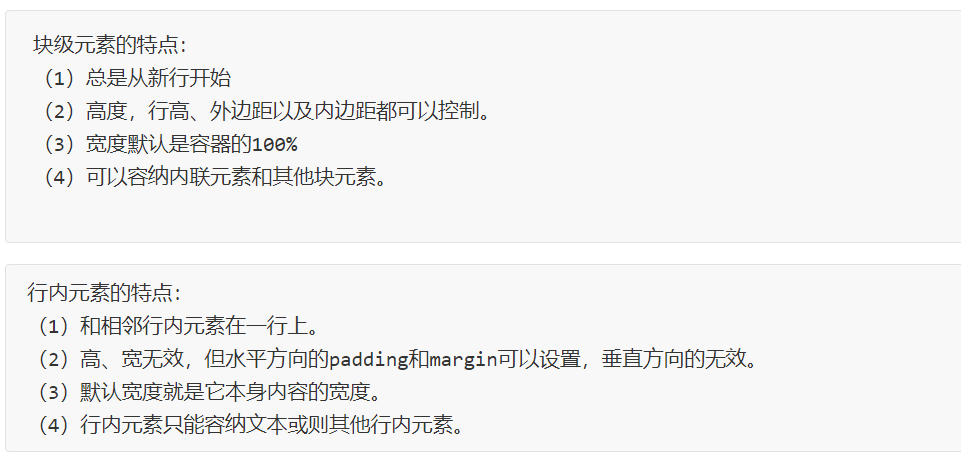 块级元素的特点:
（1）总是从新行开始
（2）高度，行高、外边距以及内边距都可以控制。
（3）宽度默认是容器的100%
（4）可以容纳内联元素和其他块元素。
行内元素的特点:
（1）和相邻行内元素在一行上。
（2）高、宽无效，但水平方向的padding和margin可以设置，垂直方向的无效。
（3）默认宽度就是它本身内容的宽度。
（4）行内元素只能容纳文本或则其他行内元素。